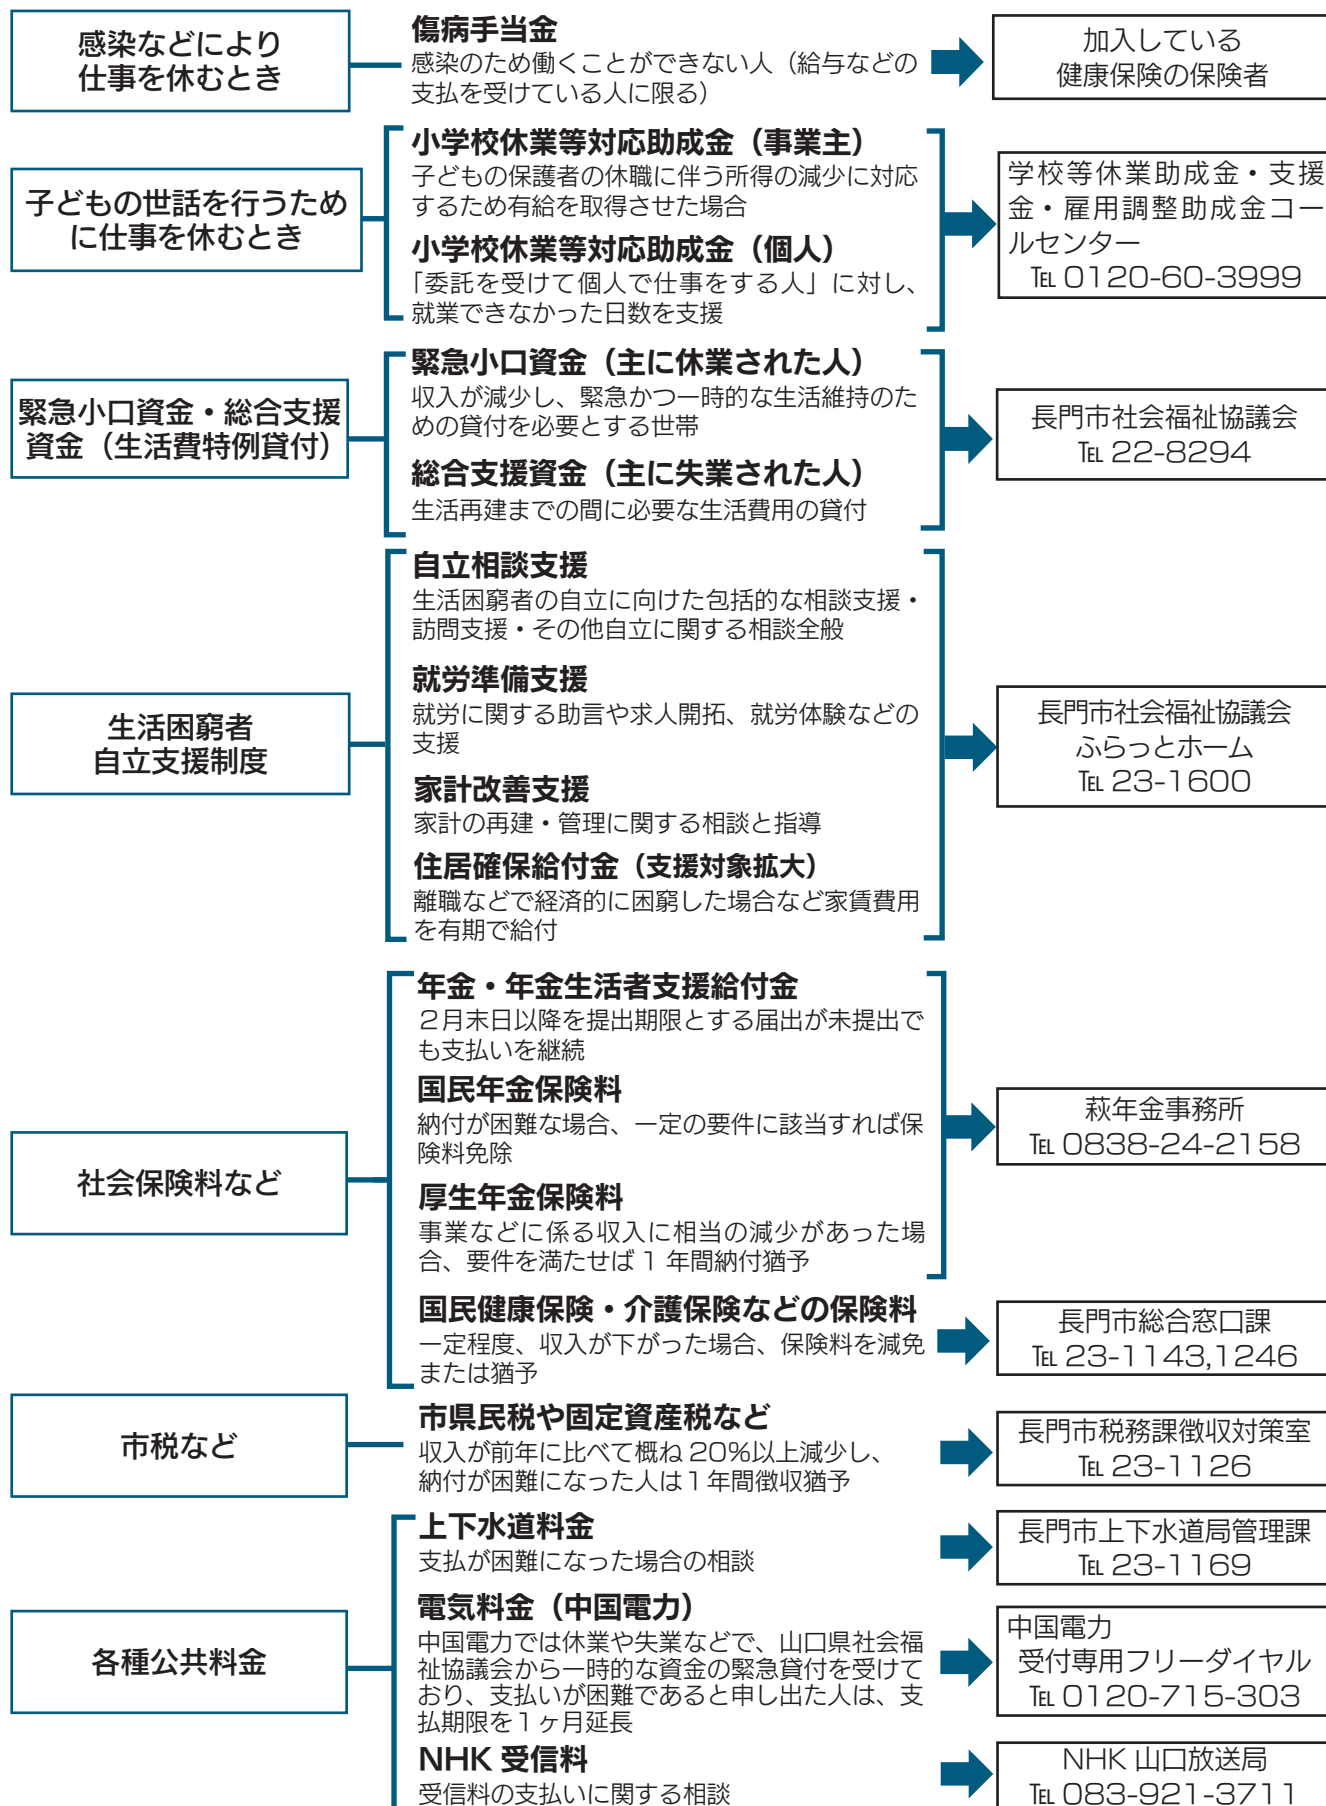 感染などにより
仕事を休むとき
傷病手当金
感染のため働くことができない人（給与などの
支払を受けている人に限る）
加入している
健康保険の保険者
子どもの世話を行うため
に仕事を休むとき
小学校休業等対応助成金（事業主）
子どもの保護者の休職に伴う所得の減少に対応
するため有給を取得させた場合
小学校休業等対応助成金（個人）
「委託を受けて個人で仕事をする人」に対し、
就業できなかった日数を支援
学校等休業助成金・支援
金・雇用調整助成金コー
ルセンター
℡ 0120-60-3999
緊急小口資金・総合支援
資金（生活費特例貸付）
緊急小口資金（主に休業された人）
収入が減少し、緊急かつ一時的な生活維持のた
めの貸付を必要とする世帯
総合支援資金（主に失業された人）
生活再建までの間に必要な生活費用の貸付
長門市社会福祉協議会
℡ 22-8294
生活困窮者
自立支援制度
自立相談支援
生活困窮者の自立に向けた包括的な相談支援・
訪問支援・その他自立に関する相談全般
就労準備支援
就労に関する助言や求人開拓、就労体験などの
支援
家計改善支援
家計の再建・管理に関する相談と指導
住居確保給付金（支援対象拡大）
離職などで経済的に困窮した場合など家賃費用
を有期で給付
長門市社会福祉協議会
ふらっとホーム
℡ 23-1600
社会保険料など
年金・年金生活者支援給付金
２月末日以降を提出期限とする届出が未提出で
も支払いを継続
国民年金保険料
納付が困難な場合、一定の要件に該当すれば保
険料免除
厚生年金保険料
事業などに係る収入に相当の減少があった場
合、要件を満たせば 1 年間納付猶予
萩年金事務所
℡ 0838-24-2158
国民健康保険・介護保険などの保険料
一定程度、収入が下がった場合、保険料を減免
または猶予
長門市総合窓口課
℡ 23-1143,1246
市税など
市県民税や固定資産税など
収入が前年に比べて概ね 20％以上減少し、
納付が困難になった人は１年間徴収猶予
長門市税務課徴収対策室
℡ 23-1126
各種公共料金
上下水道料金
支払が困難になった場合の相談
長門市上下水道局管理課
℡ 23-1169
電気料金（中国電力）
中国電力では休業や失業などで、山口県社会福
祉協議会から一時的な資金の緊急貸付を受けて
おり、支払いが困難であると申し出た人は、支
払期限を１ヶ月延長
中国電力
受付専用フリーダイヤル
℡ 0120-715-303
NHK 受信料
受信料の支払いに関する相談
NHK 山口放送局
℡ 083-921-3711